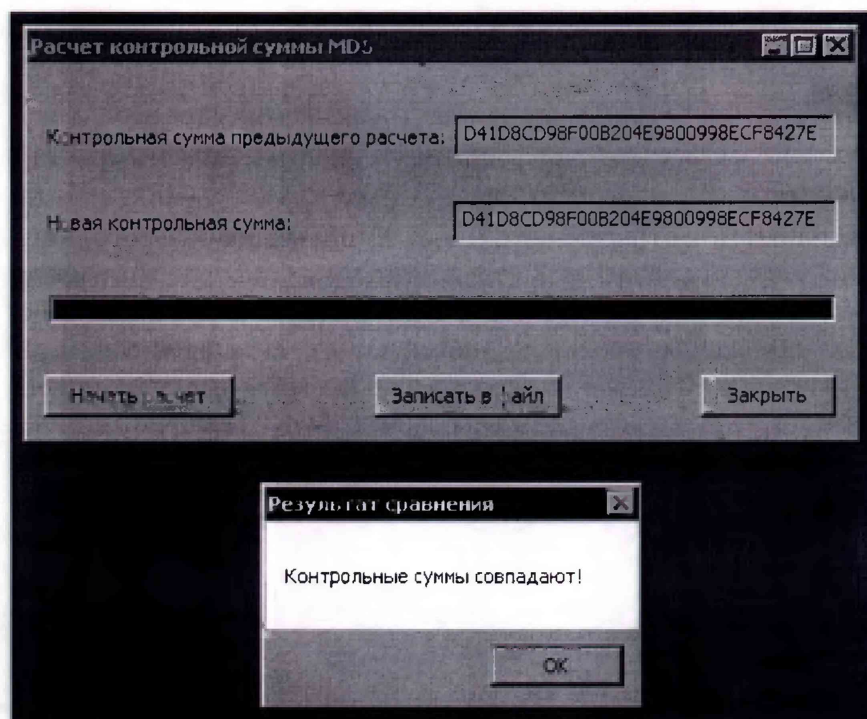 Расчет контрольной суммы MD5
Контрольная сумма предыдущего расчета: D41D8CD98F00B204E9800998ECF8427E
Новая контрольная сумма: D41D8CD98F00B204E9800998ECF8427E
Начать расчет Записать в файл Закрыть
Результат сравнения
Контрольные суммы совпадают!
OK